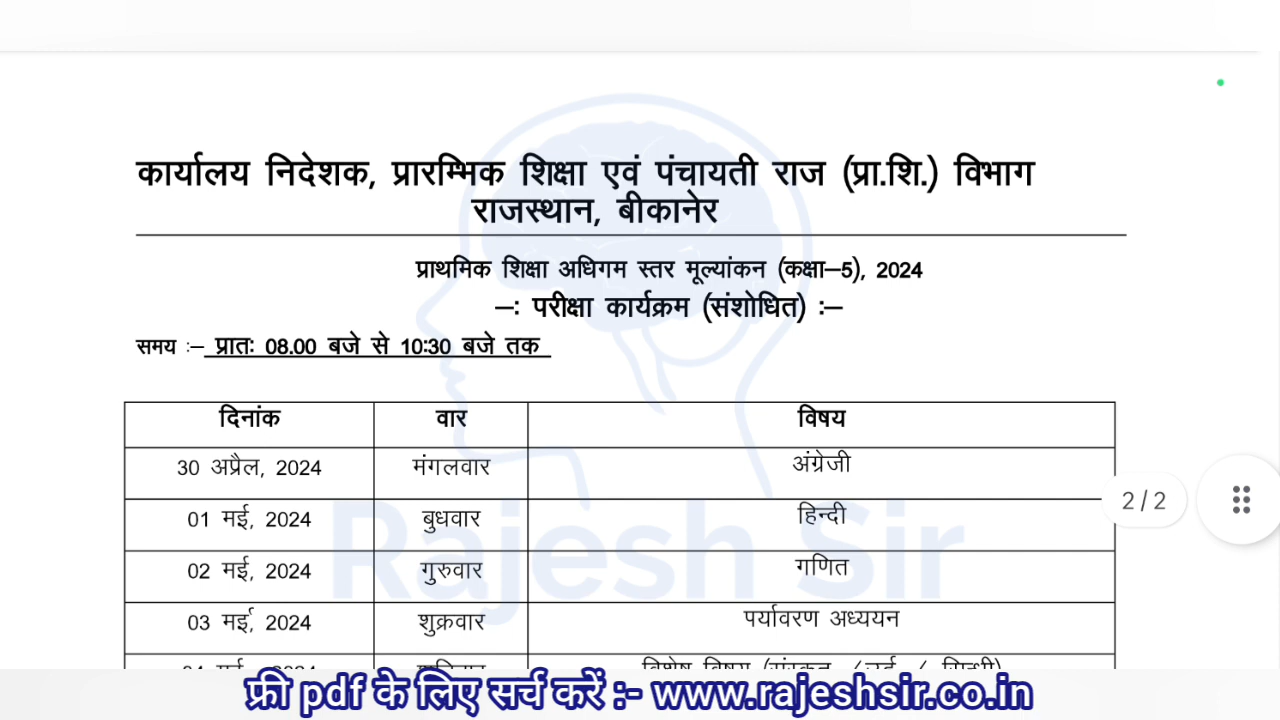 कार्यालय निदेशक, प्रारम्भिक शिक्षा एवं पंचायती राज (प्रा.शि.) विभाग
राजस्थान, बीकानेर
प्राथमिक शिक्षा अधिगम स्तर मूल्यांकन (कक्षा–5), 2024
–: परीक्षा कार्यक्रम (संशोधित) :–
समय :– प्रातः 08.00 बजे से 10:30 बजे तक
दिनांक वार विषय
30 अप्रैल, 2024 मंगलवार अंग्रेजी
01 मई, 2024 बुधवार हिन्दी
2 / 2
02 मई, 2024 गुरुवार गणित
03 मई, 2024 शुक्रवार पर्यावरण अध्ययन
विशेष विषय
Rajesh Sir
फ्री pdf के लिए सर्च करें :- www.rajeshsir.co.in